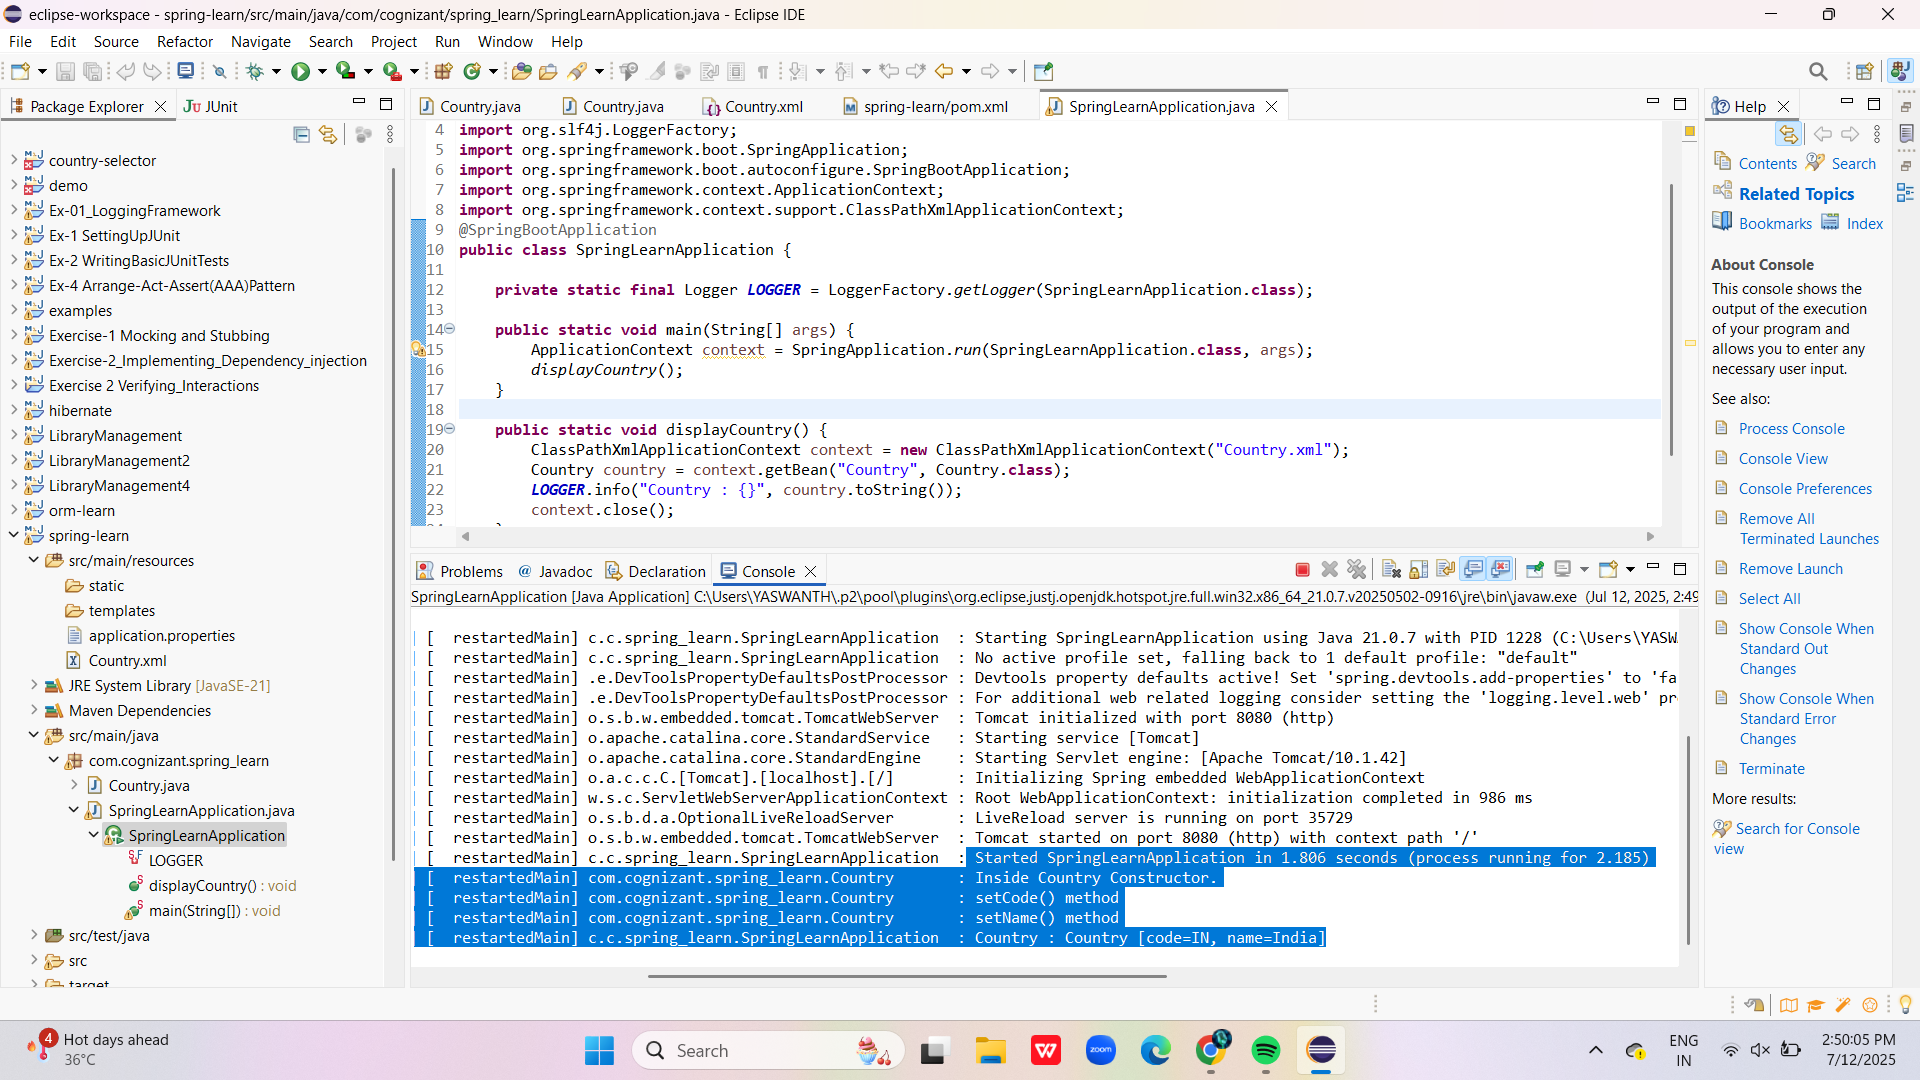 eclipse-workspace - spring-learn/src/main/java/com/cognizant/spring_learn/SpringLearnApplication.java - Eclipse IDE
File Edit Source Refactor Navigate Search Project Run Window Help
Package Explorer
JUnit
country-selector
demo
Ex-01_LoggingFramework
Ex-1 SettingUpJUnit
Ex-2 WritingBasicJUnitTests
Ex-4 Arrange-Act-Assert(AAA)Pattern
examples
Exercise-1 Mocking and Stubbing
Exercise-2_Implementing_Dependency_injection
Exercise 2 Verifying_Interactions
hibernate
LibraryManagement
LibraryManagement2
LibraryManagement4
orm-learn
spring-learn
src/main/resources
static
templates
application.properties
Country.xml
JRE System Library [JavaSE-21]
Maven Dependencies
src/main/java
com.cognizant.spring_learn
Country.java
SpringLearnApplication.java
SpringLearnApplication
LOGGER
displayCountry() : void
main(String[]) : void
src/test/java
src
target
Country.java Country.java Country.xml spring-learn/pom.xml SpringLearnApplication.java
4 import org.slf4j.LoggerFactory;
5 import org.springframework.boot.SpringApplication;
6 import org.springframework.boot.autoconfigure.SpringBootApplication;
7 import org.springframework.context.ApplicationContext;
8 import org.springframework.context.support.ClassPathXmlApplicationContext;
9 @SpringBootApplication
10 public class SpringLearnApplication {
11
12 private static final Logger LOGGER = LoggerFactory.getLogger(SpringLearnApplication.class);
13
14 public static void main(String[] args) {
15 ApplicationContext context = SpringApplication.run(SpringLearnApplication.class, args);
16 displayCountry();
17 }
18
19 public static void displayCountry() {
20 ClassPathXmlApplicationContext context = new ClassPathXmlApplicationContext("Country.xml");
21 Country country = context.getBean("Country", Country.class);
22 LOGGER.info("Country : {}", country.toString());
23 context.close();
Problems @ Javadoc Declaration Console
SpringLearnApplication [Java Application] C:\Users\YASWANTH\.p2\pool\plugins\org.eclipse.justj.openjdk.hotspot.jre.full.win32.x86_64_21.0.7.v20250502-0916\jre\bin\javaw.exe (Jul 12, 2025, 2:49
[ restartedMain] c.c.spring_learn.SpringLearnApplication : Starting SpringLearnApplication using Java 21.0.7 with PID 1228 (C:\Users\YASW
[ restartedMain] c.c.spring_learn.SpringLearnApplication : No active profile set, falling back to 1 default profile: "default"
[ restartedMain] .e.DevToolsPropertyDefaultsPostProcessor : Devtools property defaults active! Set 'spring.devtools.add-properties' to 'fa
[ restartedMain] .e.DevToolsPropertyDefaultsPostProcessor : For additional web related logging consider setting the 'logging.level.web' pr
[ restartedMain] o.s.b.w.embedded.tomcat.TomcatWebServer : Tomcat initialized with port 8080 (http)
[ restartedMain] o.apache.catalina.core.StandardService : Starting service [Tomcat]
[ restartedMain] o.apache.catalina.core.StandardEngine : Starting Servlet engine: [Apache Tomcat/10.1.42]
[ restartedMain] o.a.c.c.C.[Tomcat].[localhost].[/] : Initializing Spring embedded WebApplicationContext
[ restartedMain] w.s.c.ServletWebServerApplicationContext : Root WebApplicationContext: initialization completed in 986 ms
[ restartedMain] o.s.b.d.a.OptionalLiveReloadServer : LiveReload server is running on port 35729
[ restartedMain] o.s.b.w.embedded.tomcat.TomcatWebServer : Tomcat started on port 8080 (http) with context path '/'
[ restartedMain] c.c.spring_learn.SpringLearnApplication : Started SpringLearnApplication in 1.806 seconds (process running for 2.185)
[ restartedMain] com.cognizant.spring_learn.Country : Inside Country Constructor.
[ restartedMain] com.cognizant.spring_learn.Country : setCode() method
[ restartedMain] com.cognizant.spring_learn.Country : setName() method
[ restartedMain] c.c.spring_learn.SpringLearnApplication : Country : Country [code=IN, name=India]
Help
Contents Search
Related Topics
Bookmarks Index
About Console
This console shows the
output of the execution
of your program and
allows you to enter any
necessary user input.
See also:
Process Console
Console View
Console Preferences
Remove All
Terminated Launches
Remove Launch
Select All
Show Console When
Standard Out
Changes
Show Console When
Standard Error
Changes
Terminate
More results:
Search for Console
view
4
Hot days ahead
36°C
Search
zoom
ENG
IN
2:50:05 PM
7/12/2025